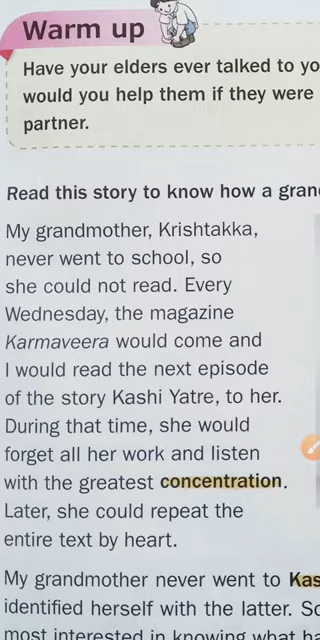 Warm up
Have your elders ever talked to yo
would you help them if they were
partner.
Read this story to know how a gran
My grandmother, Krishtakka,
never went to school, so
she could not read. Every
Wednesday, the magazine
Karmaveera would come and
I would read the next episode
of the story Kashi Yatre, to her.
During that time, she would
forget all her work and listen
with the greatest concentration.
Later, she could repeat the
entire text by heart.
My grandmother never went to Kas
identified herself with the latter. So
most interested in knowing what ha